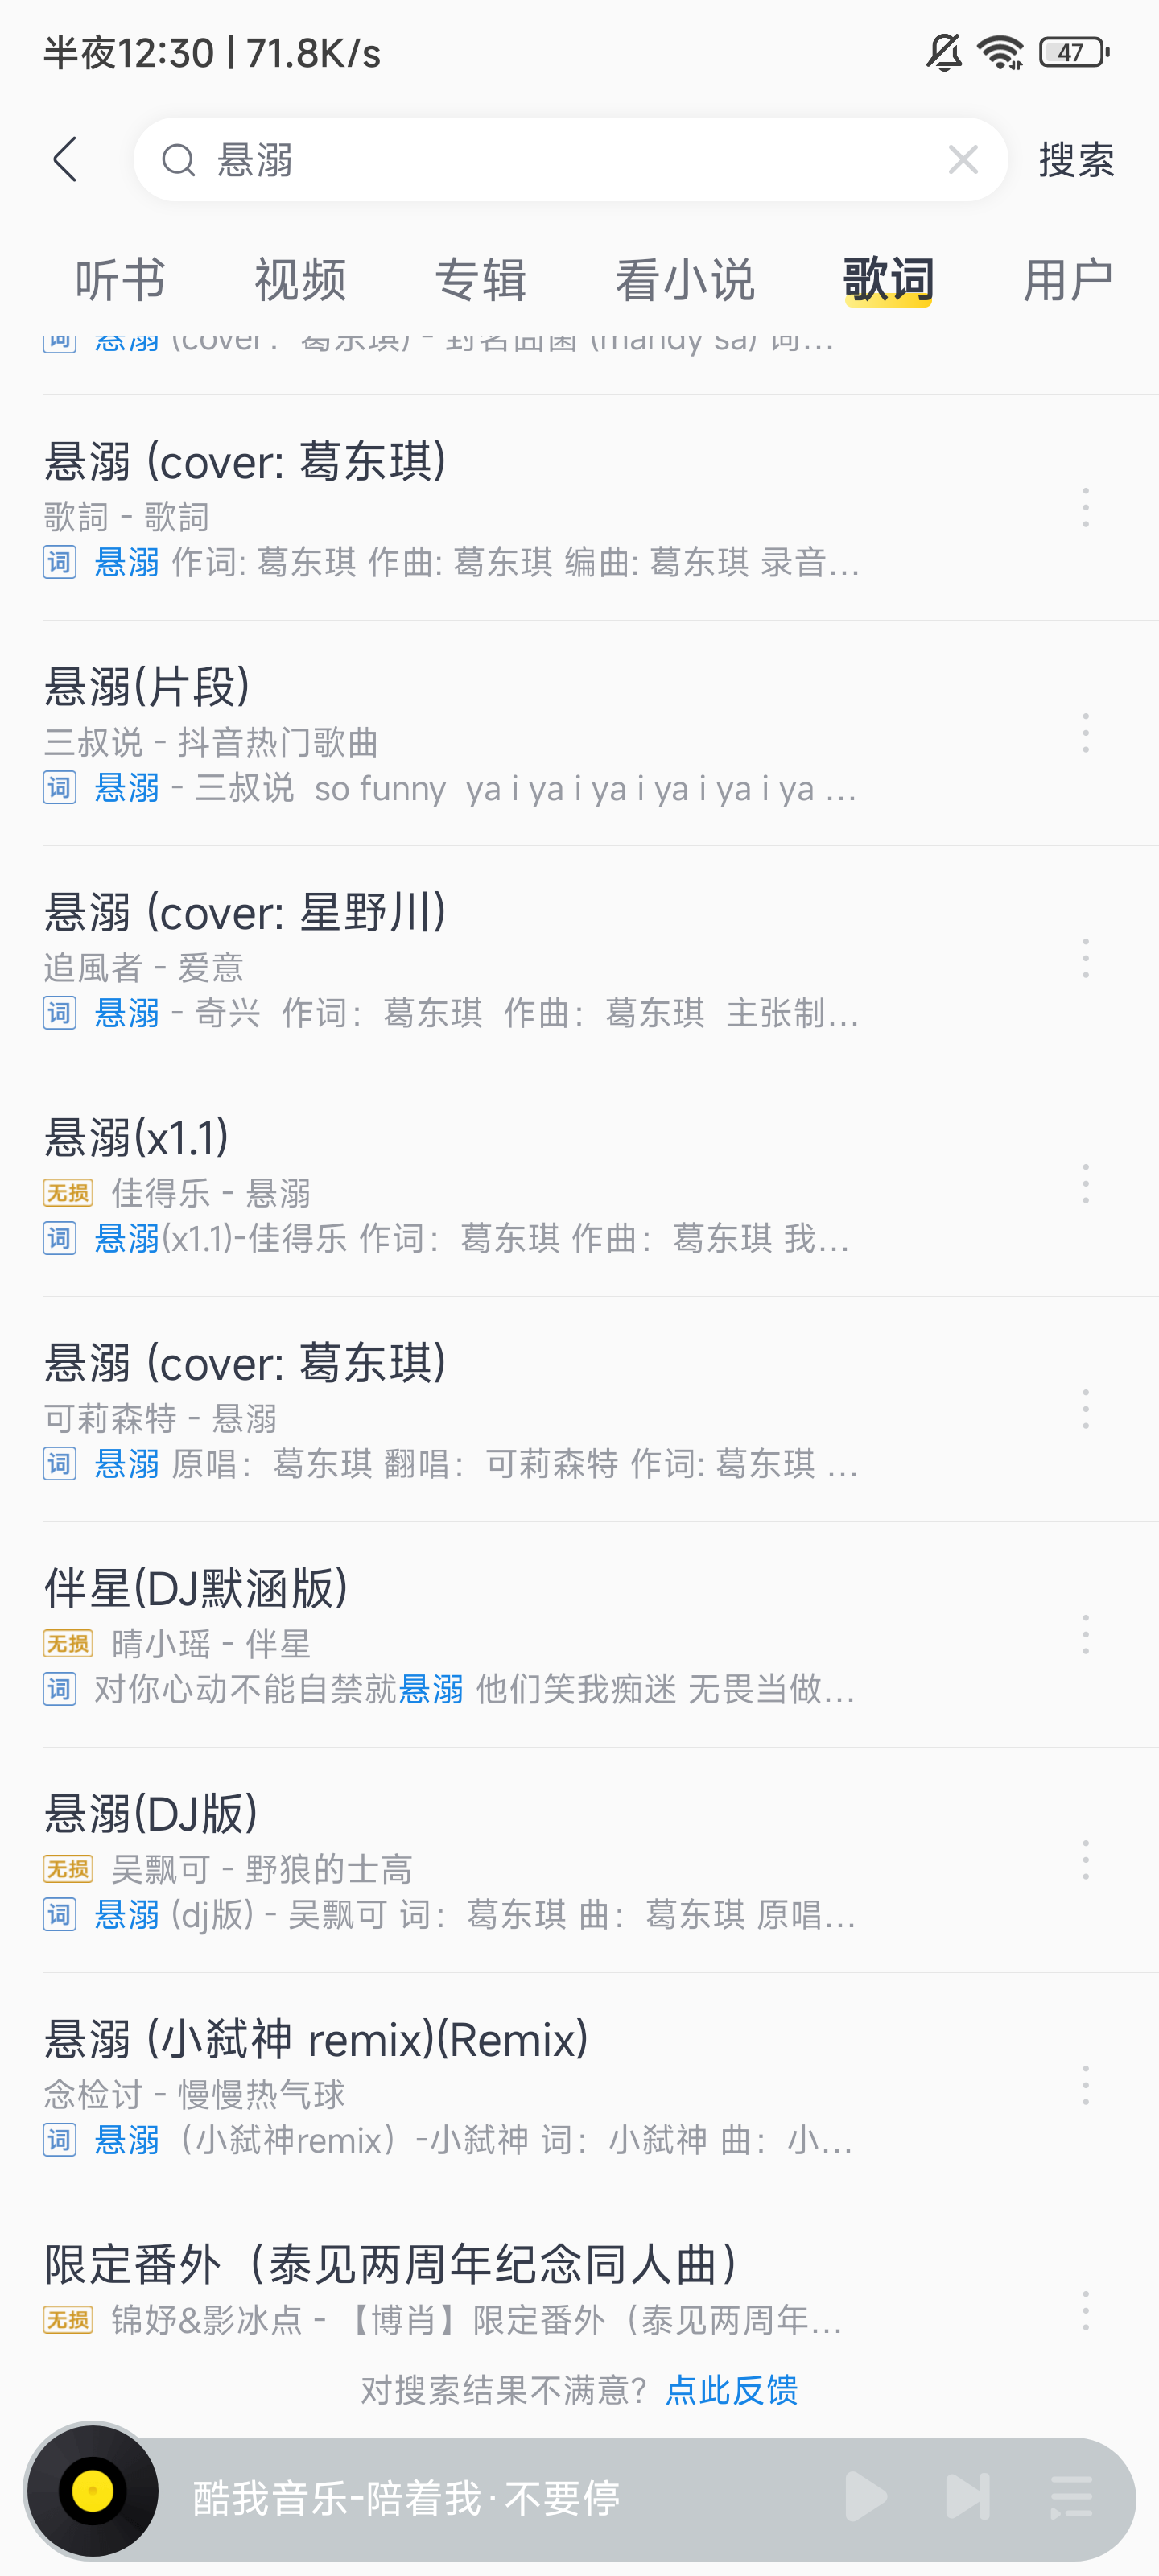 半夜12:30 | 71.8K/s
47
悬溺
搜索
听书 视频 专辑 看小说 歌词 用户
词 悬溺 (cover： 葛东琪) - 封茗囧菌 (mandy sa) 词...
悬溺 (cover: 葛东琪)
歌詞 - 歌詞
词 悬溺 作词: 葛东琪 作曲: 葛东琪 编曲: 葛东琪 录音...
悬溺(片段)
三叔说 - 抖音热门歌曲
词 悬溺 - 三叔说 so funny ya i ya i ya i ya i ya i ya ...
悬溺 (cover: 星野川)
追風者 - 爱意
词 悬溺 - 奇兴 作词： 葛东琪 作曲： 葛东琪 主张制...
悬溺(x1.1)
无损 佳得乐 - 悬溺
词 悬溺(x1.1)-佳得乐 作词： 葛东琪 作曲： 葛东琪 我...
悬溺 (cover: 葛东琪)
可莉森特 - 悬溺
词 悬溺 原唱： 葛东琪 翻唱： 可莉森特 作词: 葛东琪 ...
伴星(DJ默涵版)
无损 晴小瑶 - 伴星
词 对你心动不能自禁就悬溺 他们笑我痴迷 无畏当做...
悬溺(DJ版)
无损 吴飘可 - 野狼的士高
词 悬溺 (dj版) - 吴飘可 词： 葛东琪 曲： 葛东琪 原唱...
悬溺 (小弑神 remix)(Remix)
念检讨 - 慢慢热气球
词 悬溺（小弑神remix）-小弑神 词： 小弑神 曲： 小...
限定番外（泰见两周年纪念同人曲）
无损 锦妤&影冰点 - 【博肖】限定番外（泰见两周年...
对搜索结果不满意？点此反馈
酷我音乐-陪着我·不要停